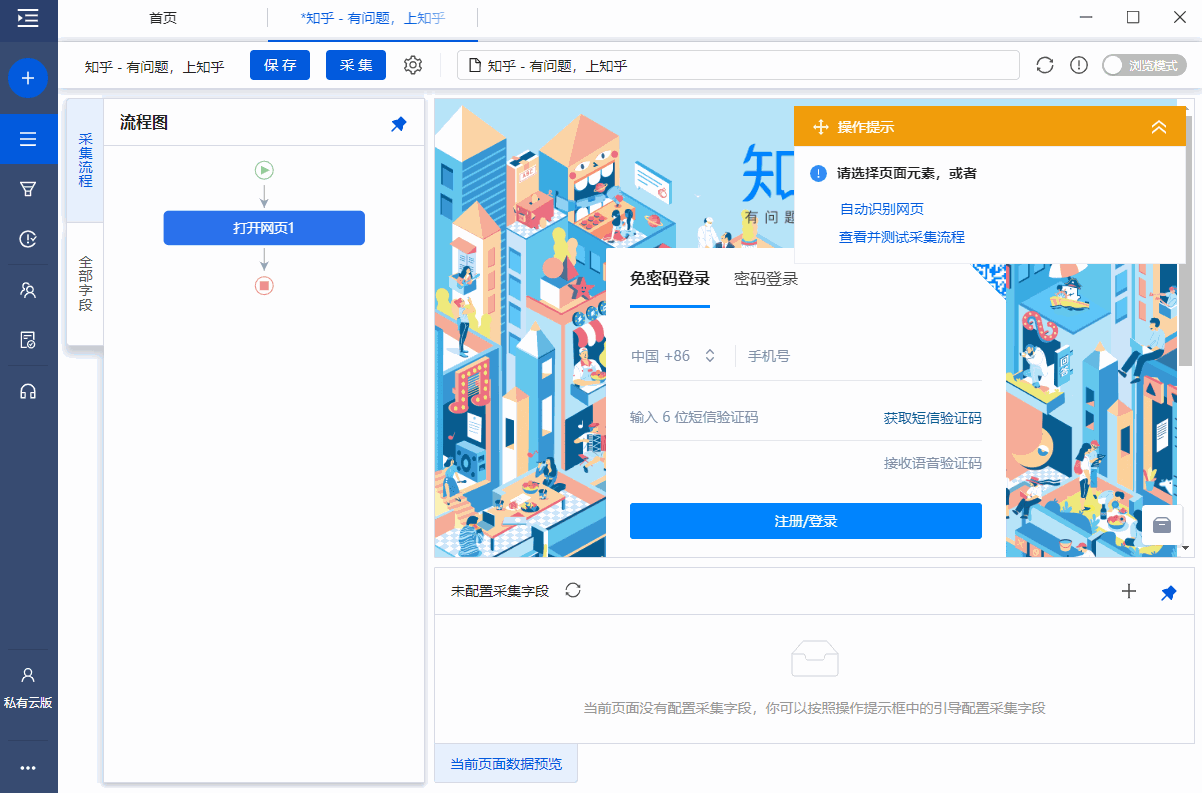 首页
*知乎 - 有问题，上知乎
知乎 - 有问题，上知乎
保 存
采 集
知乎 - 有问题，上知乎
浏览模式
采集流程
全部字段
流程图
打开网页1
知
有 问 题
操作提示
请选择页面元素，或者
自动识别网页
查看并测试采集流程
免密码登录
密码登录
中国 +86
手机号
输入 6 位短信验证码
获取短信验证码
接收语音验证码
注册/登录
未配置采集字段
当前页面没有配置采集字段，你可以按照操作提示框中的引导配置采集字段
当前页面数据预览
私有云版